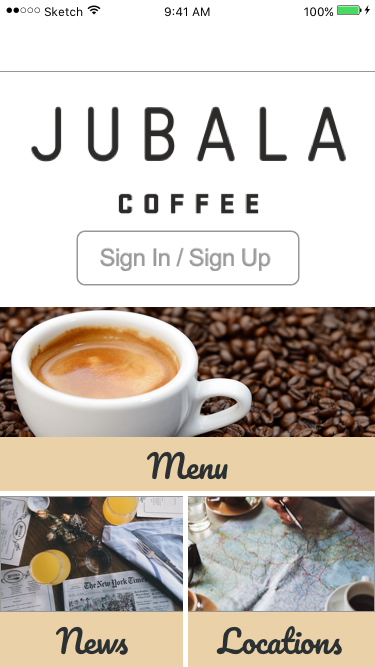 Sketch 9:41 AM 100%
JUBALA
COFFEE
Sign In / Sign Up
Menu
The New York Times
News
Locations